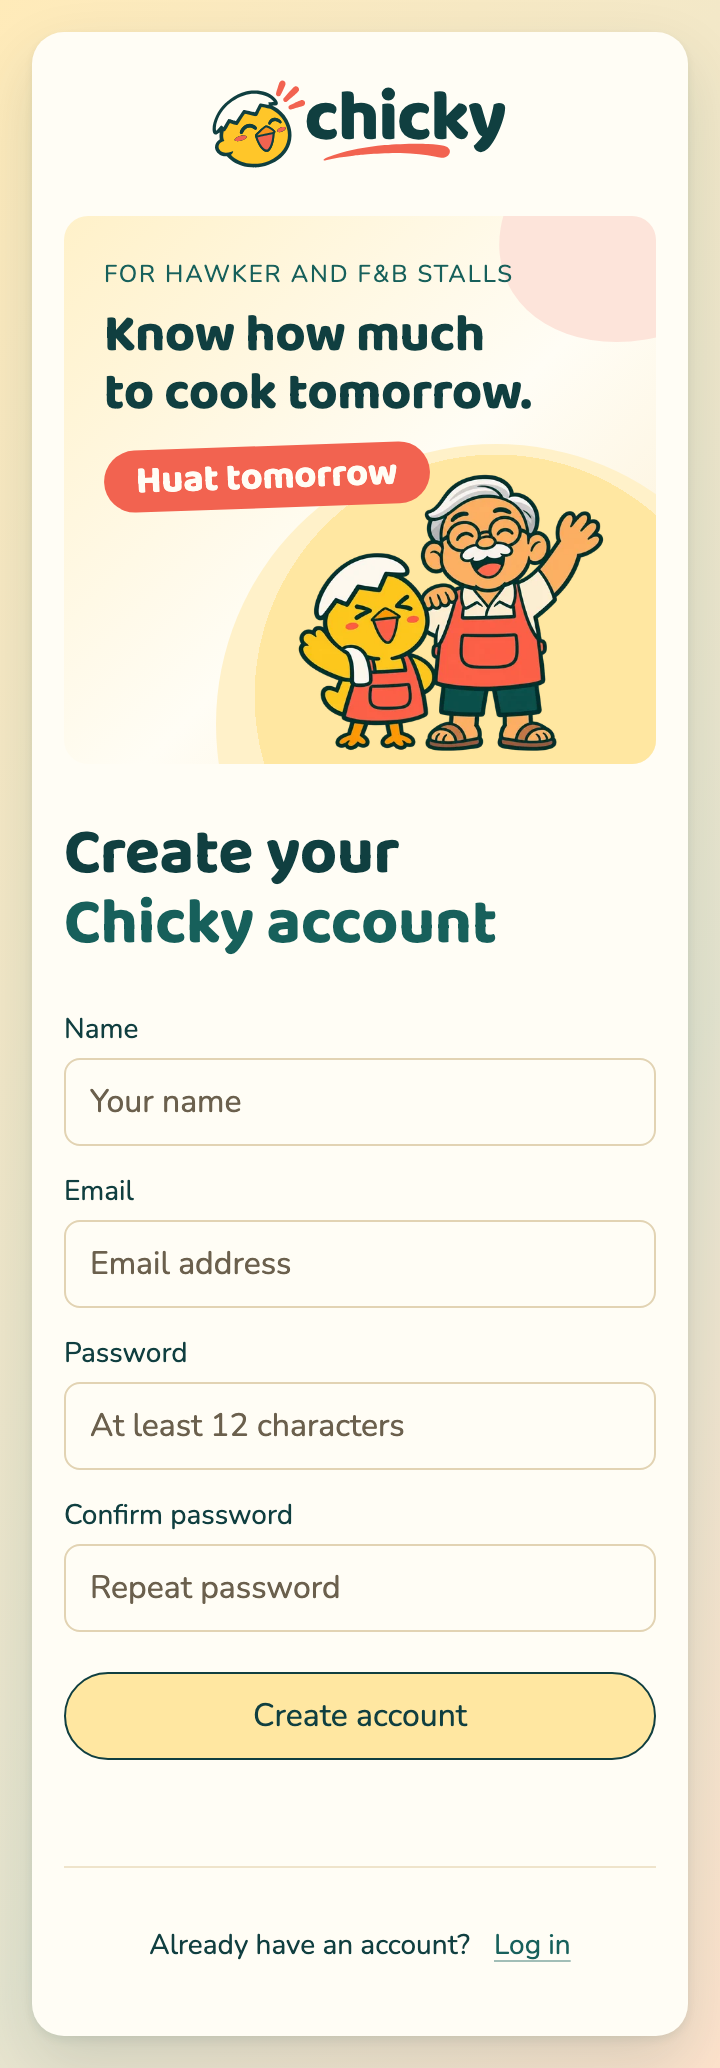 chicky
FOR HAWKER AND F&B STALLS
Know how much
to cook tomorrow.
Huat tomorrow
Create your
Chicky account
Name
Your name
Email
Email address
Password
At least 12 characters
Confirm password
Repeat password
Create account
Already have an account? Log in